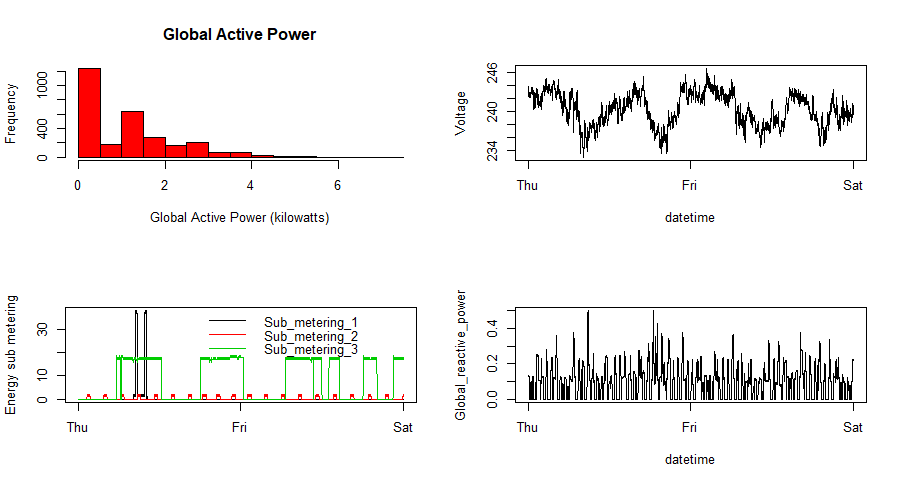 Global Active Power
Frequency
0 400 1000
0 2 4 6
Global Active Power (kilowatts)
Voltage
234 240 246
Thu Fri Sat
datetime
Energy sub metering
0 10 30
Sub_metering_1
Sub_metering_2
Sub_metering_3
Thu Fri Sat
Global_reactive_power
0.0 0.2 0.4
Thu Fri Sat
datetime